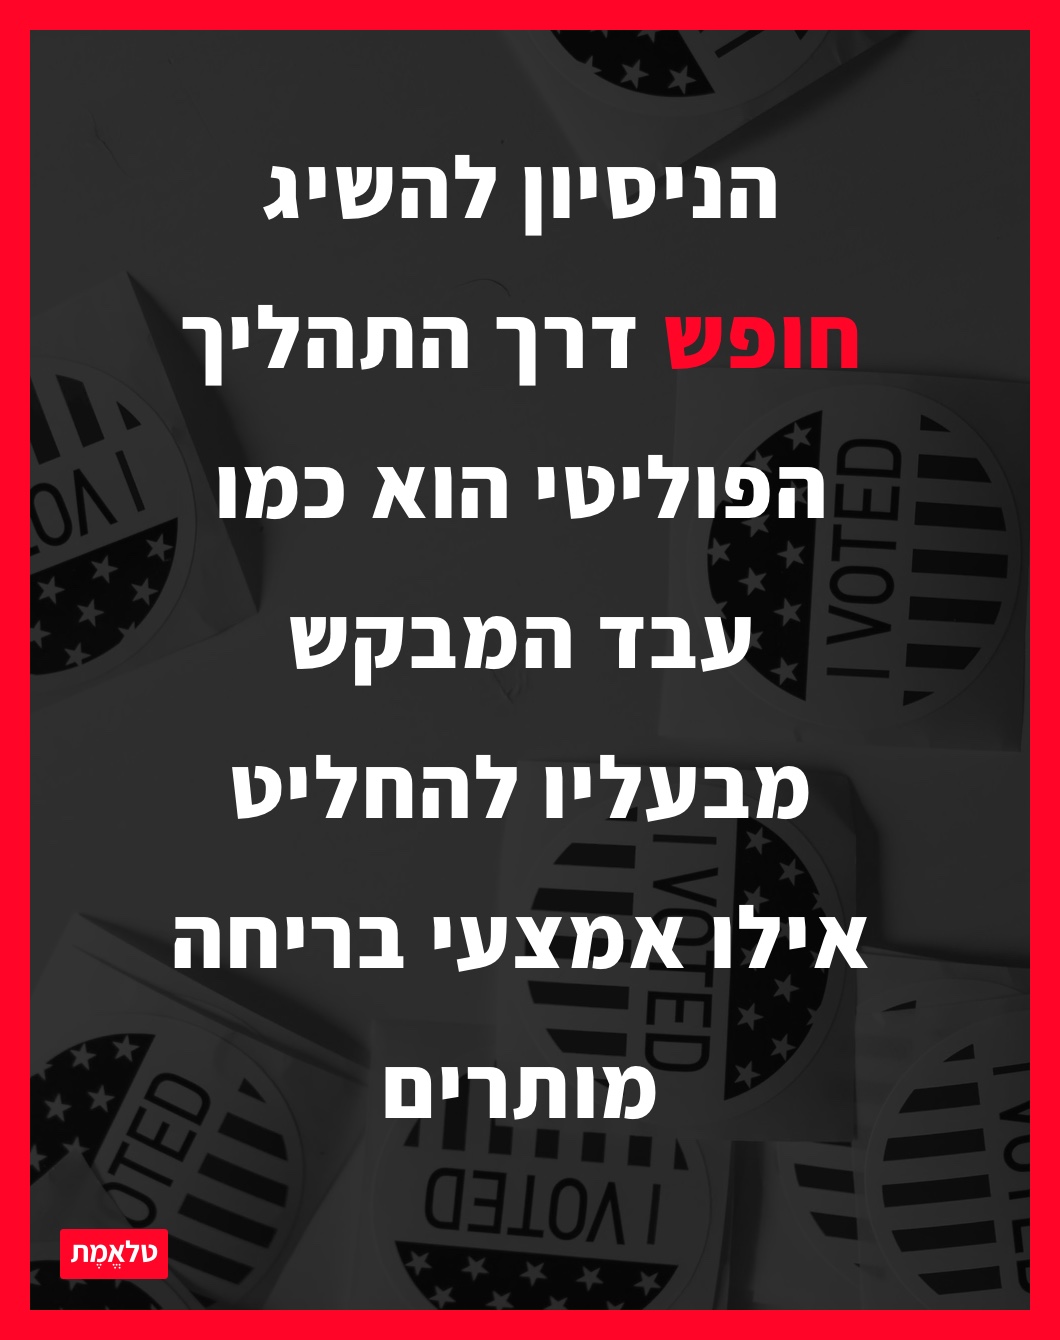 הניסיון להשיג
חופש דרך התהליך
הפוליטי הוא כמו
עבד המבקש
מבעליו להחליט
אילו אמצעי בריחה
מותרים
I VOTED
I VOTED
I VOTED
I VOTED
טלאֱמֶת